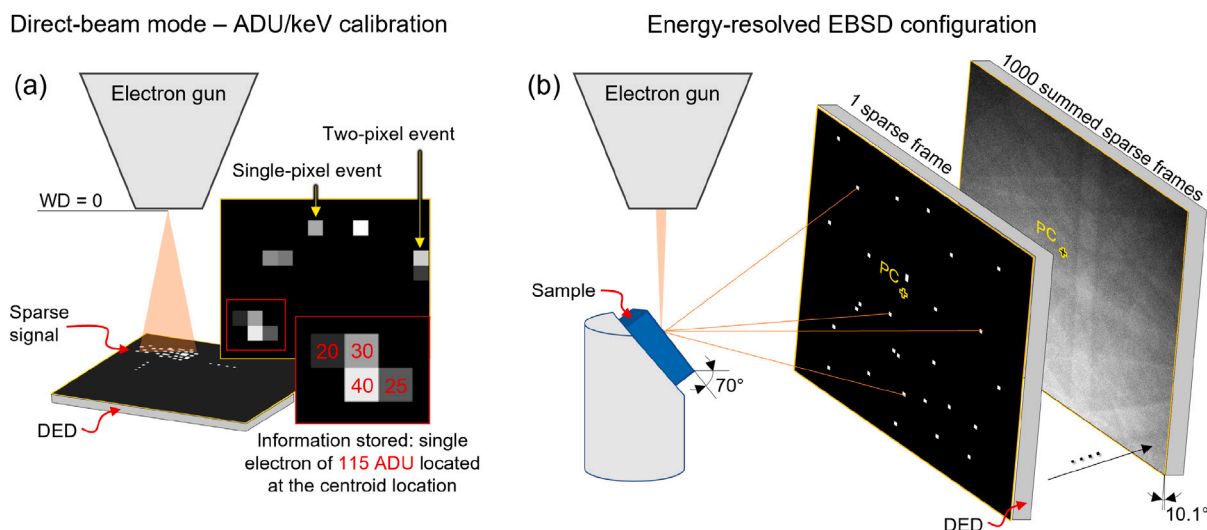 Direct-beam mode – ADU/keV calibration
Energy-resolved EBSD configuration
(a)
Electron gun
Two-pixel event
Single-pixel event
WD = 0
Sparse
signal
20
30
40
25
DED
Information stored: single
electron of 115 ADU located
at the centroid location
(b)
Electron gun
1000 summed sparse frames
1 sparse frame
PC
PC
Sample
70°
10.1°
DED